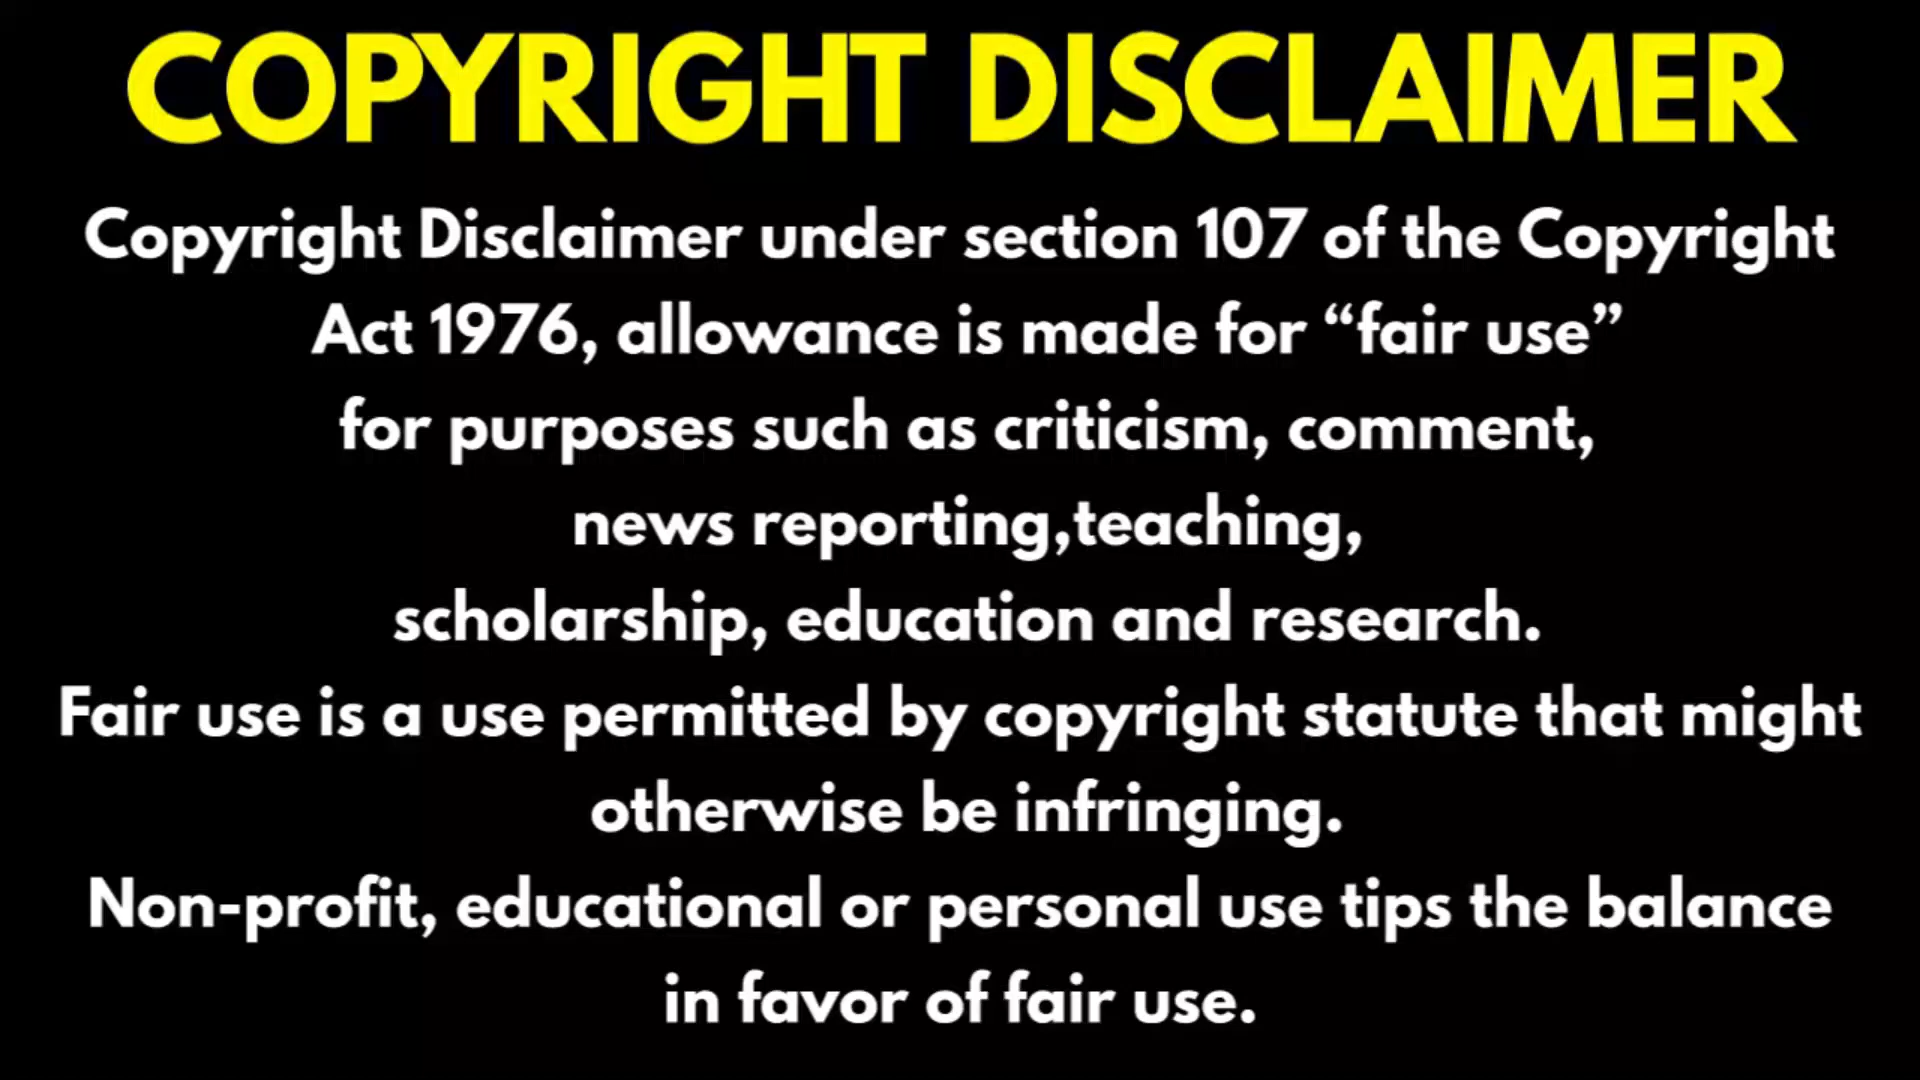 COPYRIGHT DISCLAIMER
Copyright Disclaimer under section 107 of the Copyright
Act 1976, allowance is made for “fair use”
for purposes such as criticism, comment,
news reporting,teaching,
scholarship, education and research.
Fair use is a use permitted by copyright statute that might
otherwise be infringing.
Non-profit, educational or personal use tips the balance
in favor of fair use.